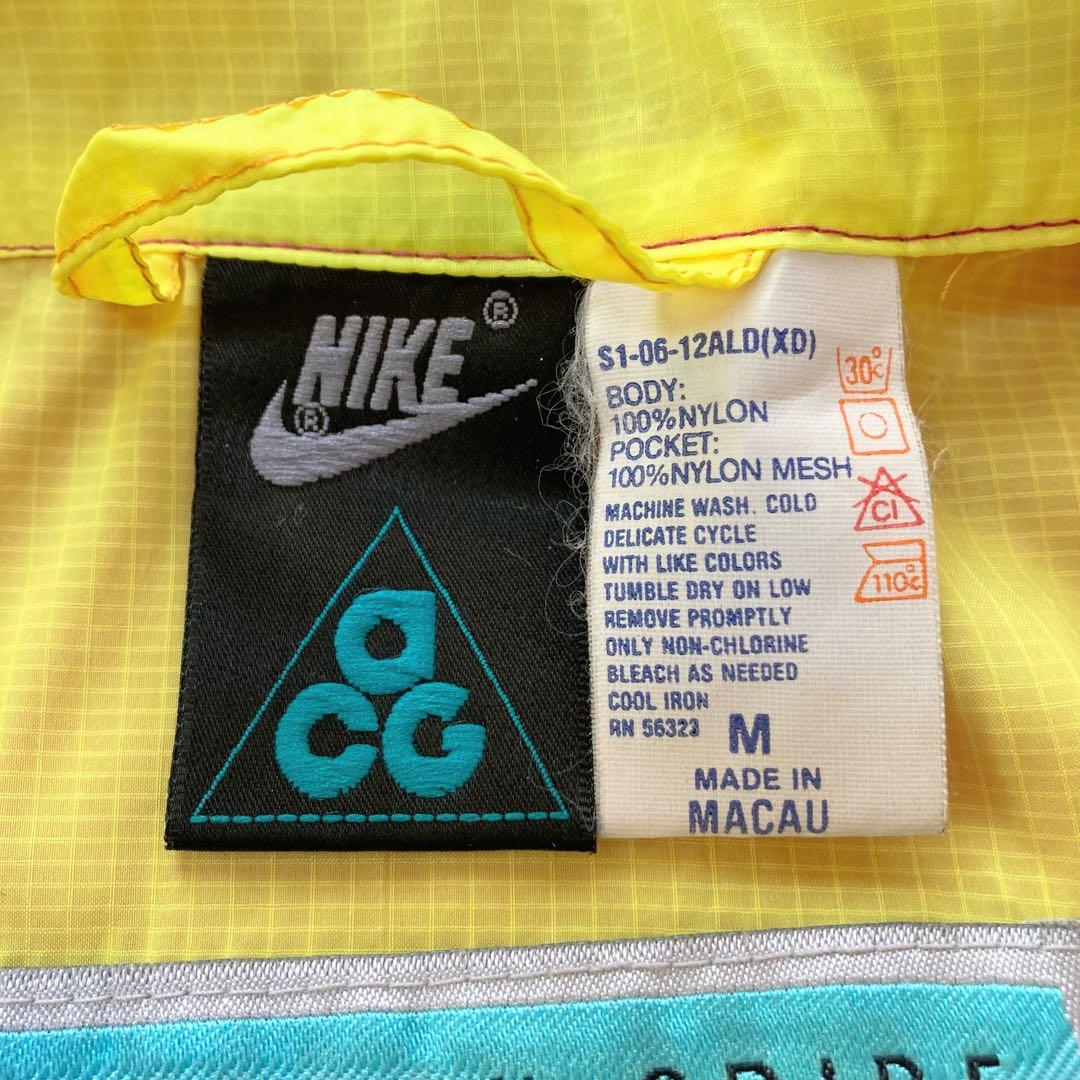 NIKE®
®
a
CG
S1-06-12ALD(XD)
BODY:
100%NYLON
POCKET:
100%NYLON MESH
MACHINE WASH. COLD
DELICATE CYCLE
WITH LIKE COLORS
TUMBLE DRY ON LOW
REMOVE PROMPTLY
ONLY NON-CHLORINE
BLEACH AS NEEDED
COOL IRON
RN 56323
M
MADE IN
MACAU
30°C
Cl
110°C